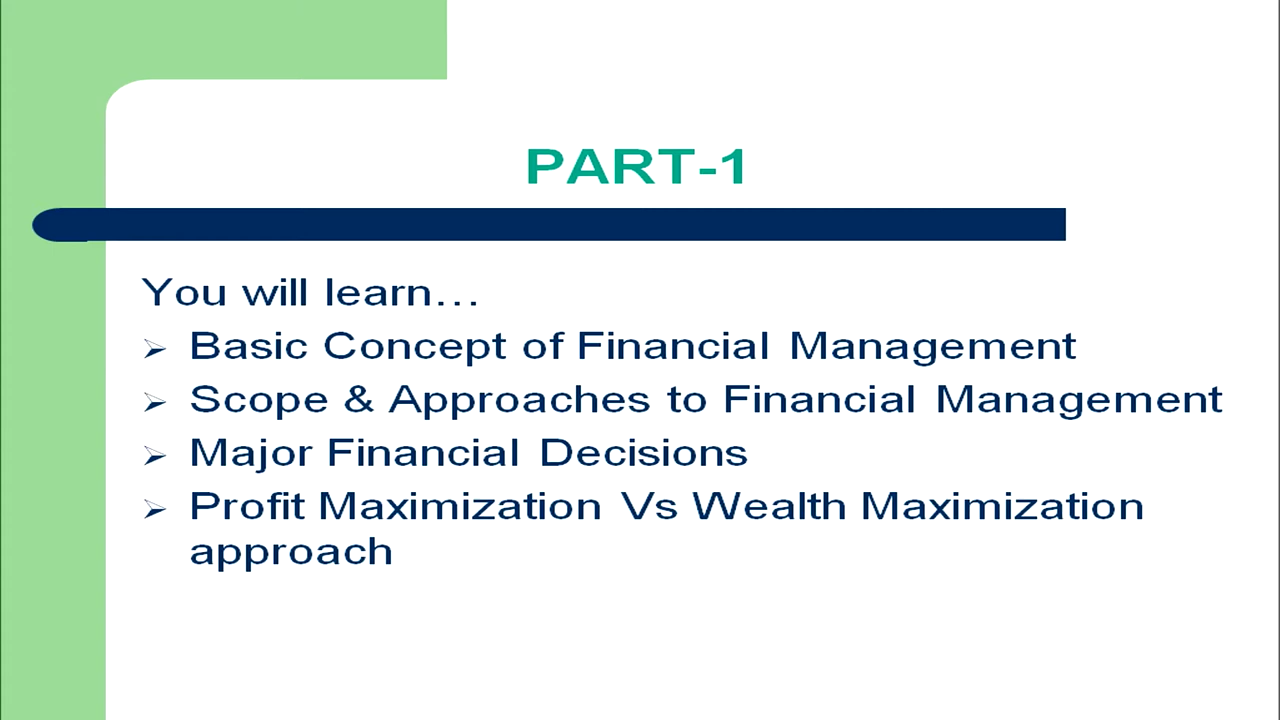 PART-1
You will learn...
➢ Basic Concept of Financial Management
➢ Scope & Approaches to Financial Management
➢ Major Financial Decisions
➢ Profit Maximization Vs Wealth Maximization
approach